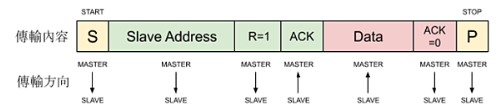 START STOP
傳輸內容 S Slave Address R=1 ACK Data ACK =0 P
MASTER MASTER MASTER MASTER MASTER MASTER MASTER
傳輸方向
SLAVE SLAVE SLAVE SLAVE SLAVE SLAVE SLAVE